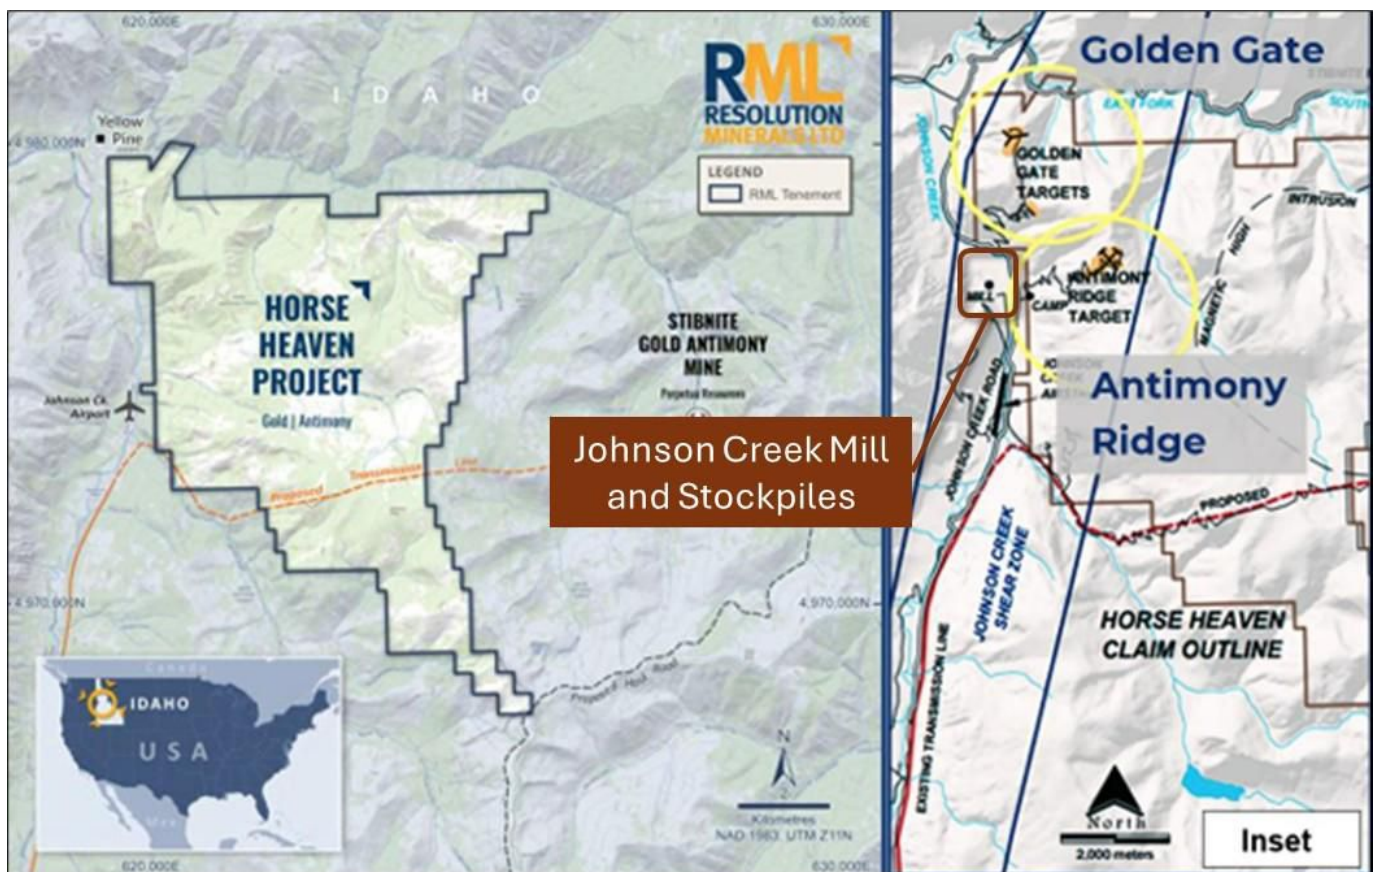 620,000E
630,000E
IDAHO
RML
RESOLUTION
MINERALS LTD
LEGEND
RML Tenement
Yellow
Pine
4,980,000N
HORSE
HEAVEN
PROJECT
Gold | Antimony
STIBNITE
GOLD ANTIMONY
MINE
Perpetua Resources
Johnson Ck.
Airport
Proposed Transmission Line
Johnson Creek Mill
and Stockpiles
4,970,000N
4,970,000N
Proposed Haul Road
Canada
IDAHO
USA
N
Kilometres
NAD 1983 UTM Z11N
620,000E
630,000E
Golden Gate
EAST FORK
SOUTH
JOHNSON CREEK
GOLDEN
GATE
TARGETS
INTRUSION
HIGH
MAGNETIC
ANTIMONT
RIDGE
TARGET
MILL
CAMP
Antimony
Ridge
JOHNSON CREEK ROAD
PROPOSED
JOHNSON CREEK
SHEAR ZONE
HORSE HEAVEN
CLAIM OUTLINE
EXISTING TRANSMISSION LINE
North
2,000 meters
Inset